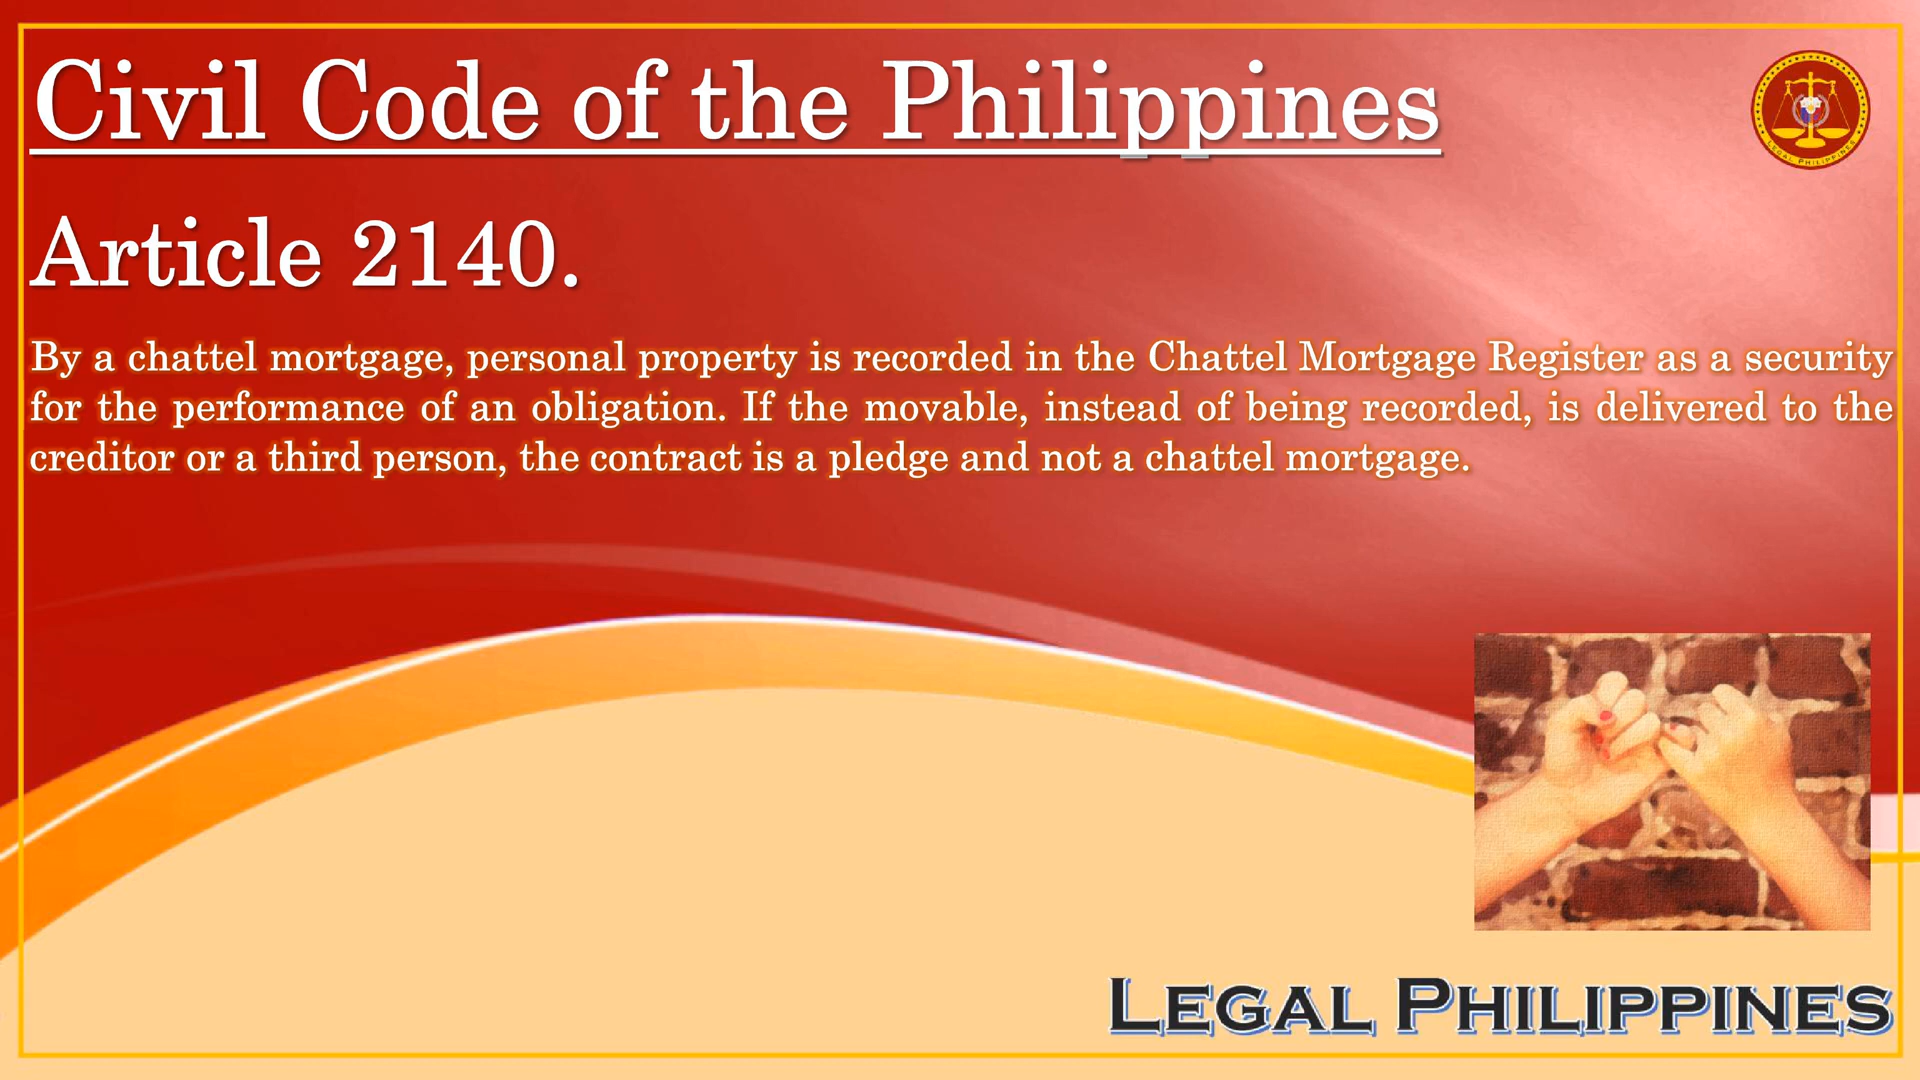 Civil Code of the Philippines
LEGAL PHILIPPINES
Article 2140.
By a chattel mortgage, personal property is recorded in the Chattel Mortgage Register as a security
for the performance of an obligation. If the movable, instead of being recorded, is delivered to the
creditor or a third person, the contract is a pledge and not a chattel mortgage.
LEGAL PHILIPPINES